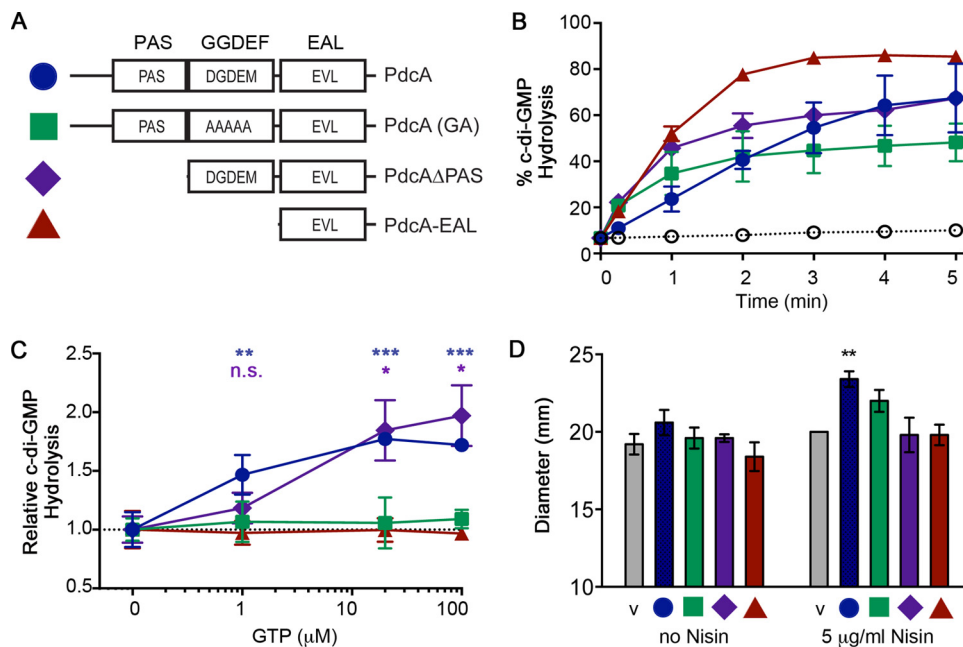 A
PAS GGDEF EAL
PAS DGDEM EVL PdcA
PAS AAAAA EVL PdcA (GA)
DGDEM EVL PdcAΔPAS
EVL PdcA-EAL
B
% c-di-GMP
Hydrolysis
100
80
60
40
20
0
0 1 2 3 4 5
Time (min)
C
Relative c-di-GMP
Hydrolysis
2.5
2.0
1.5
1.0
0.5
** *** ***
n.s. * *
0 1 10 100
GTP (µM)
D
Diameter (mm)
30
25
20
15
10
**
v v
no Nisin 5 µg/ml Nisin